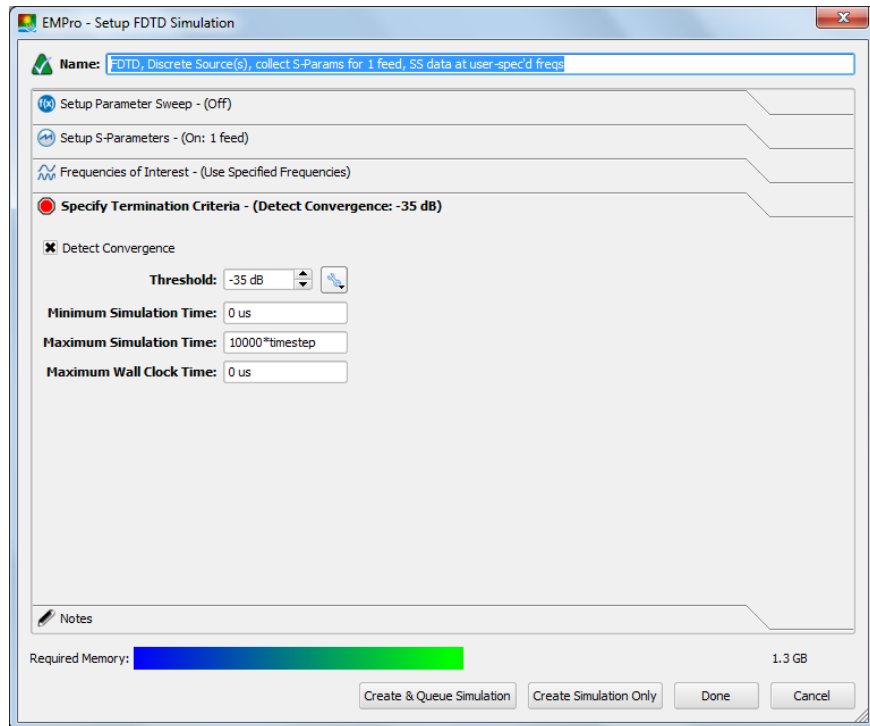 EMPro - Setup FDTD Simulation
Name: FDTD, Discrete Source(s), collect S-Params for 1 feed, SS data at user-spec'd freqs
Setup Parameter Sweep - (Off)
Setup S-Parameters - (On: 1 feed)
Frequencies of Interest - (Use Specified Frequencies)
Specify Termination Criteria - (Detect Convergence: -35 dB)
Detect Convergence
Threshold: -35 dB
Minimum Simulation Time: 0 us
Maximum Simulation Time: 10000*timestep
Maximum Wall Clock Time: 0 us
Notes
Required Memory: 1.3 GB
Create & Queue Simulation Create Simulation Only Done Cancel